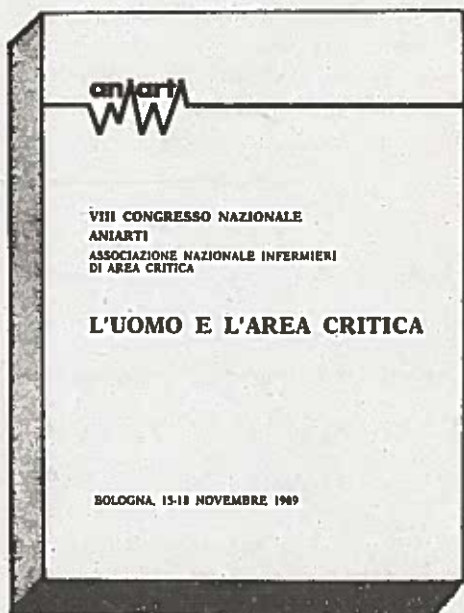 aniarti
VIII CONGRESSO NAZIONALE
ANIARTI
ASSOCIAZIONE NAZIONALE INFERMIERI
DI AREA CRITICA
L'UOMO E L'AREA CRITICA
BOLOGNA, 15-18 NOVEMBRE 1989